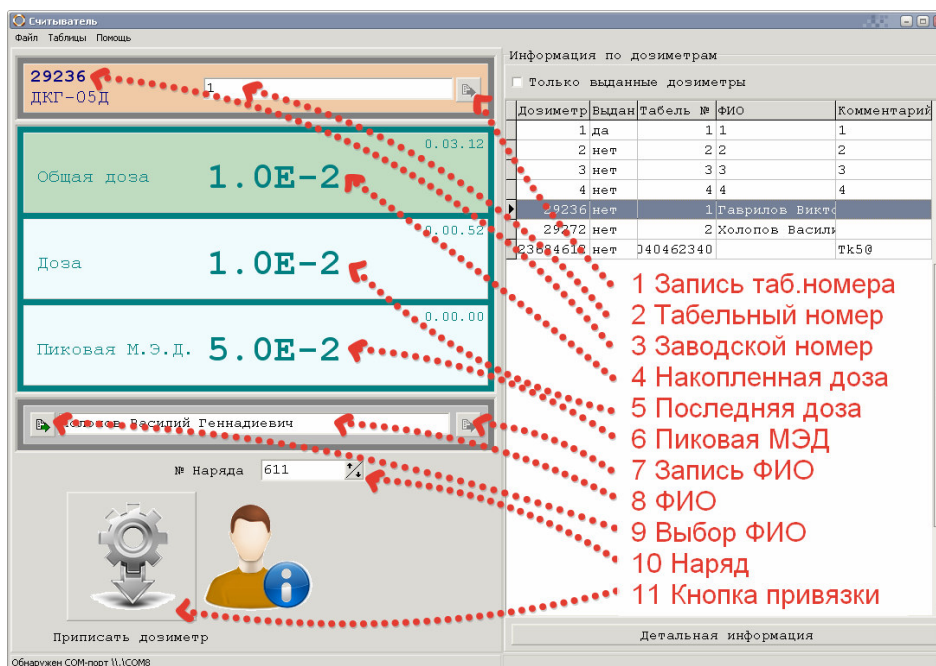 Считыватель
Файл Таблицы Помощь
29236
ДКГ-05Д
1
0.03.12
Общая доза 1.0E-2
0.00.52
Доза 1.0E-2
0.00.00
Пиковая М.Э.Д. 5.0E-2
Василий Геннадиевич
№ Наряда 611
Приписать дозиметр
Обнаружен COM-порт \\.\COM8
Информация по дозиметрам
Только выданные дозиметры
Дозиметр Выдан Табель № ФИО Комментарий
1 да 1 1 1
2 нет 2 2 2
3 нет 3 3 3
4 нет 4 4 4
29236 нет 1 Гаврилов Викто
29272 нет 2 Холопов Васили
нет 040462340 Tk5@
1 Запись таб.номера
2 Табельный номер
3 Заводской номер
4 Накопленная доза
5 Последняя доза
6 Пиковая МЭД
7 Запись ФИО
8 ФИО
9 Выбор ФИО
10 Наряд
11 Кнопка привязки
Детальная информация